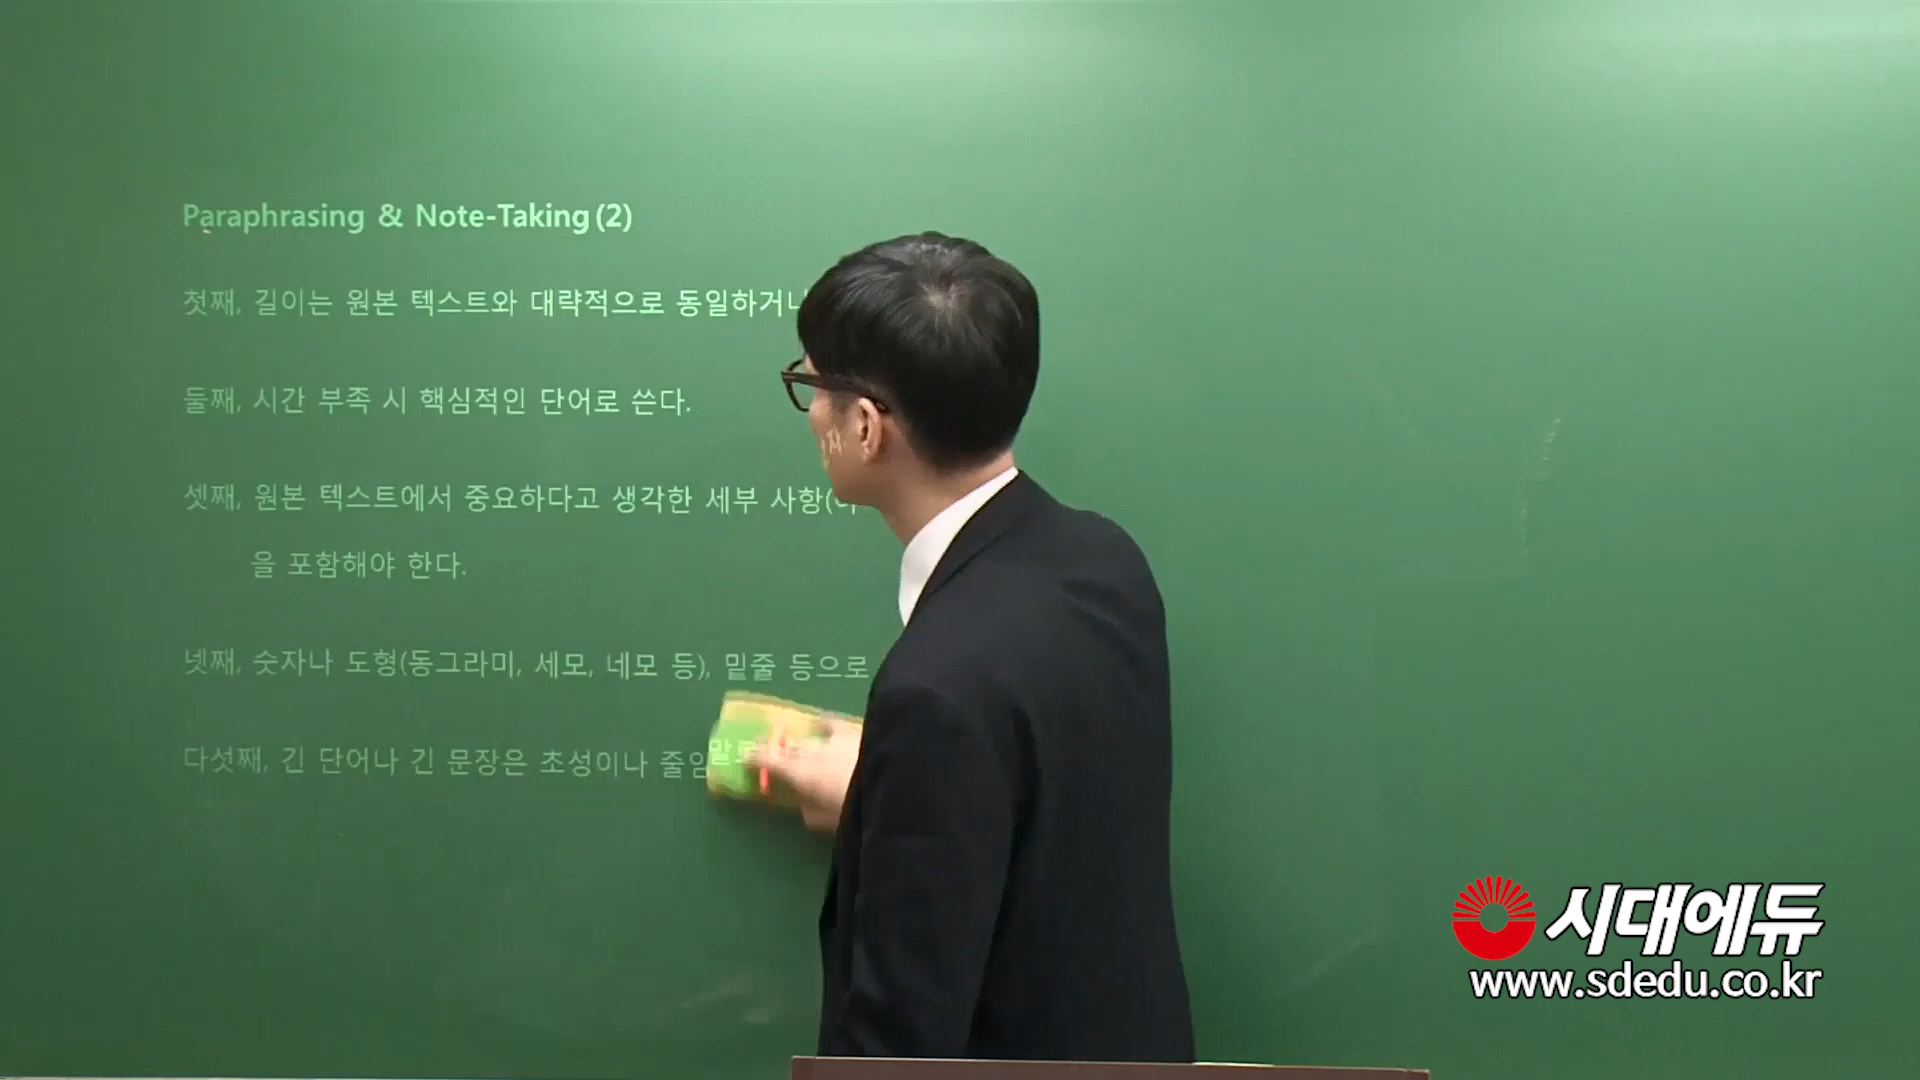 Paraphrasing & Note-Taking (2)
첫째, 길이는 원본 텍스트와 대략적으로 동일하거나
둘째, 시간 부족 시 핵심적인 단어로 쓴다.
셋째, 원본 텍스트에서 중요하다고 생각한 세부 사항(
을 포함해야 한다.
넷째, 숫자나 도형(동그라미, 세모, 네모 등), 밑줄 등으로
다섯째, 긴 단어나 긴 문장은 초성이나 줄임말로
시대에듀
www.sdedu.co.kr